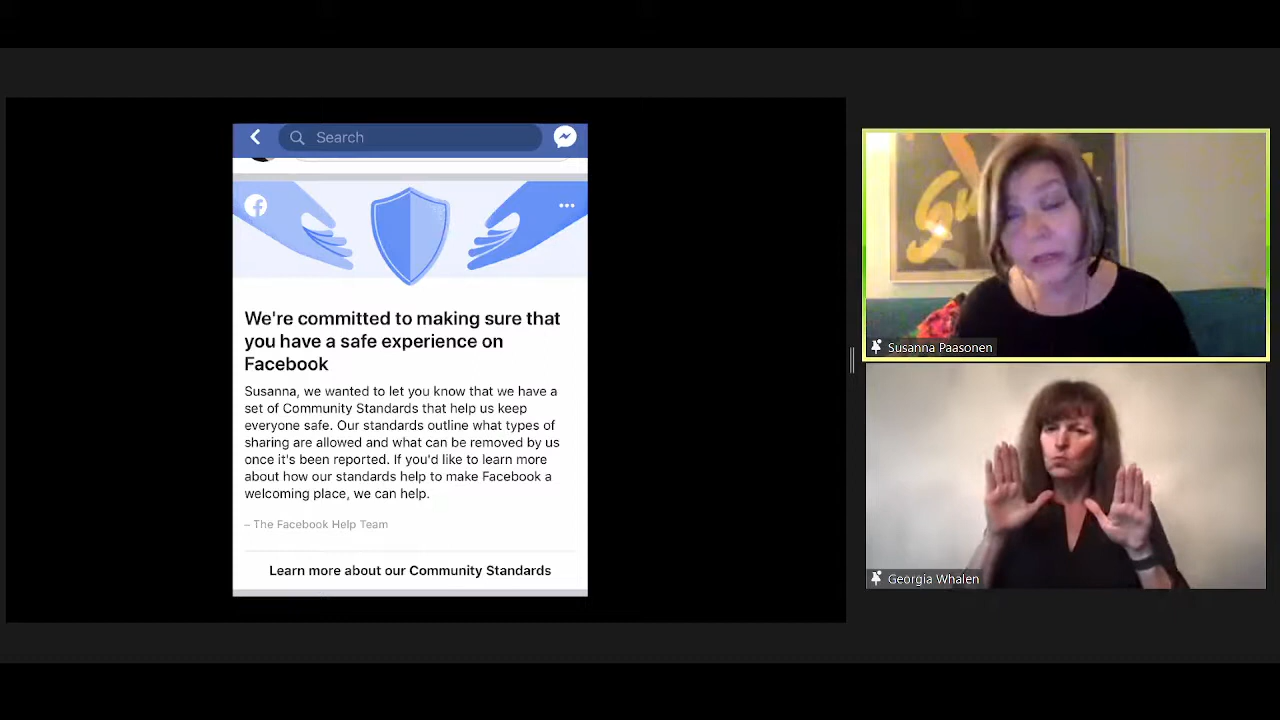 Search
We're committed to making sure that
you have a safe experience on
Facebook
Susanna, we wanted to let you know that we have a
set of Community Standards that help us keep
everyone safe. Our standards outline what types of
sharing are allowed and what can be removed by us
once it's been reported. If you'd like to learn more
about how our standards help to make Facebook a
welcoming place, we can help.
– The Facebook Help Team
Learn more about our Community Standards
Susanna Paasonen
Georgia Whalen